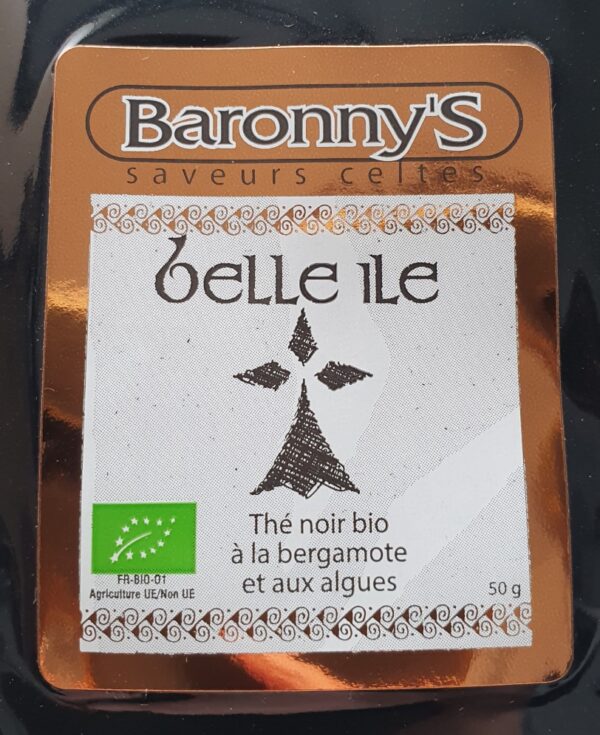 Baronny'S
saveurs celtes
belle ile
Thé noir bio
à la bergamote
et aux algues
FR-BIO-01
Agriculture UE/Non UE
50 g